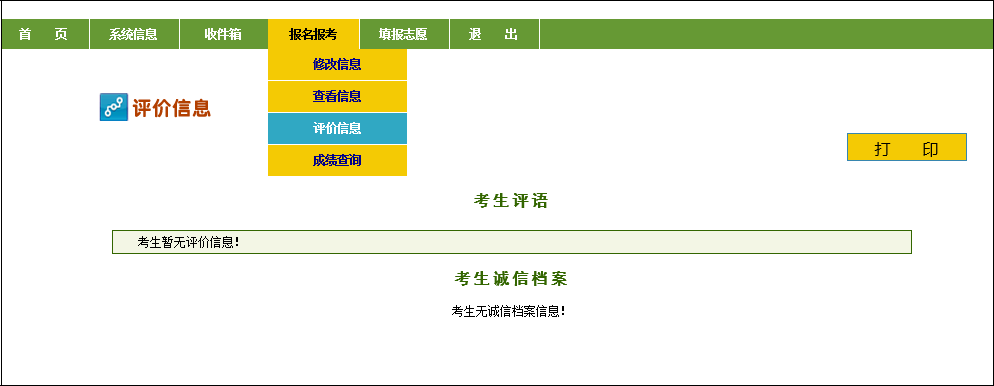 首 页 系统信息 收件箱 报名报考 填报志愿 退 出
修改信息
查看信息
评价信息
评价信息
成绩查询
打 印
考生评语
考生暂无评价信息!
考生诚信档案
考生无诚信档案信息!